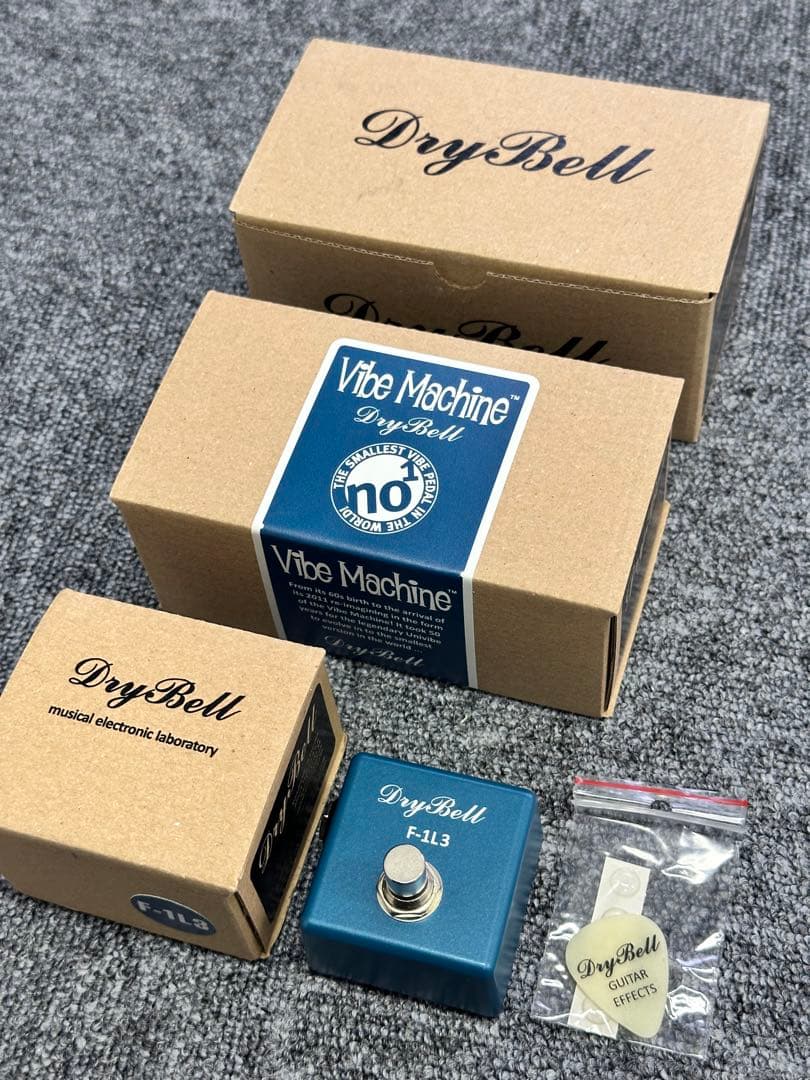 DryBell
DryBell
Vibe Machine™
DryBell
THE SMALLEST VIBE PEDAL IN THE WORLD!
no1
Vibe Machine™
From its 60s birth to the arrival of
its 2011 re-imagining in the form
of the Vibe Machine! It took 50
years for the legendary Univibe
to evolve in to the smallest
version in the world ...
DryBell
DryBell
musical electronic laboratory
DryBell
F-1L3
DryBell
F-1L3
DryBell
GUITAR
EFFECTS